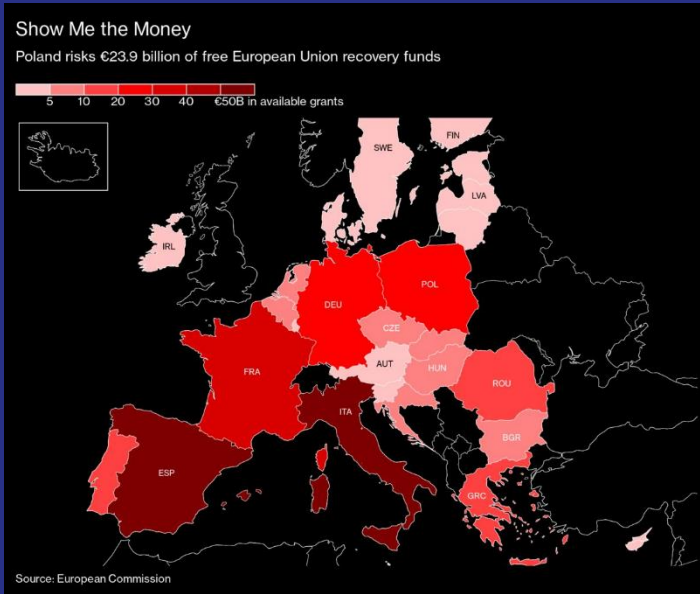 Show Me the Money
Poland risks €23.9 billion of free European Union recovery funds
5 10 20 30 40 €50B in available grants
FIN
SWE
LVA
IRL
POL
DEU
CZE
AUT
HUN
FRA
ROU
ITA
BGR
ESP
GRC
Source: European Commission